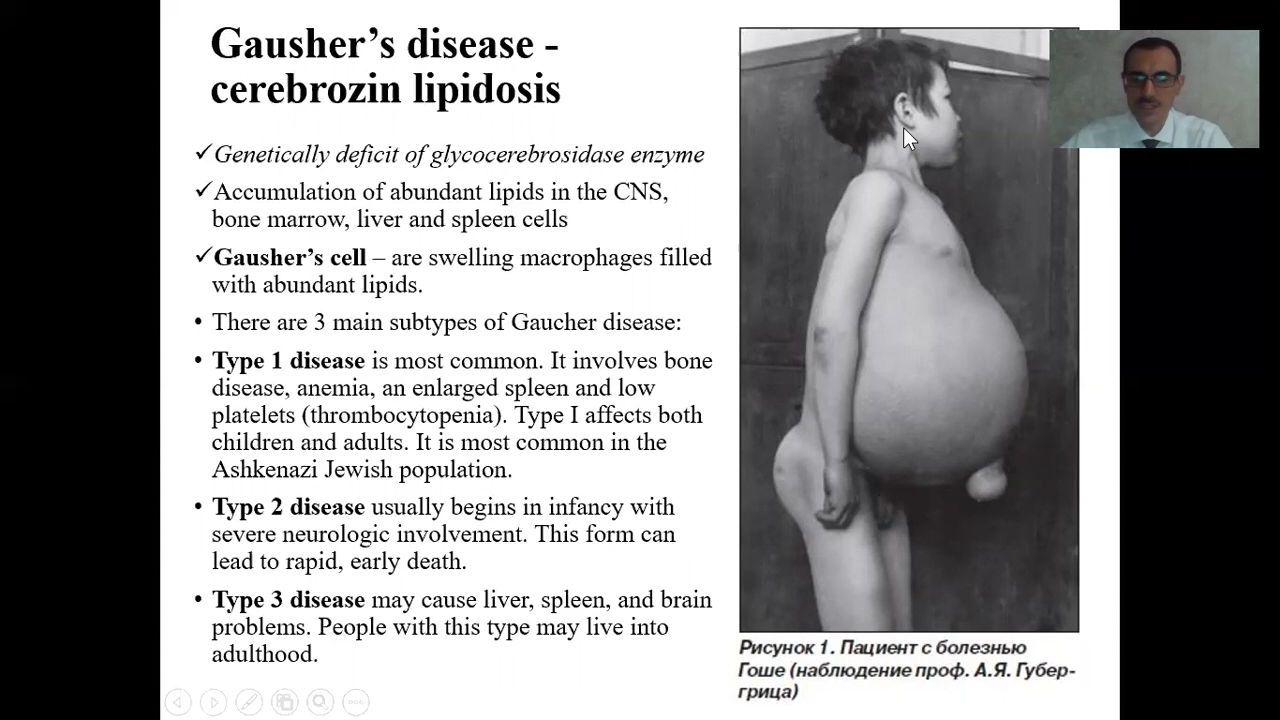 Gausher's disease -
cerebrozin lipidosis
✓Genetically deficit of glycocerebrosidase enzyme
✓Accumulation of abundant lipids in the CNS,
bone marrow, liver and spleen cells
✓Gausher's cell – are swelling macrophages filled
with abundant lipids.
• There are 3 main subtypes of Gaucher disease:
• Type 1 disease is most common. It involves bone
disease, anemia, an enlarged spleen and low
platelets (thrombocytopenia). Type I affects both
children and adults. It is most common in the
Ashkenazi Jewish population.
• Type 2 disease usually begins in infancy with
severe neurologic involvement. This form can
lead to rapid, early death.
• Type 3 disease may cause liver, spleen, and brain
problems. People with this type may live into
adulthood.
Рисунок 1. Пациент с болезнью
Гоше (наблюдение проф. А.Я. Губер-
грица)